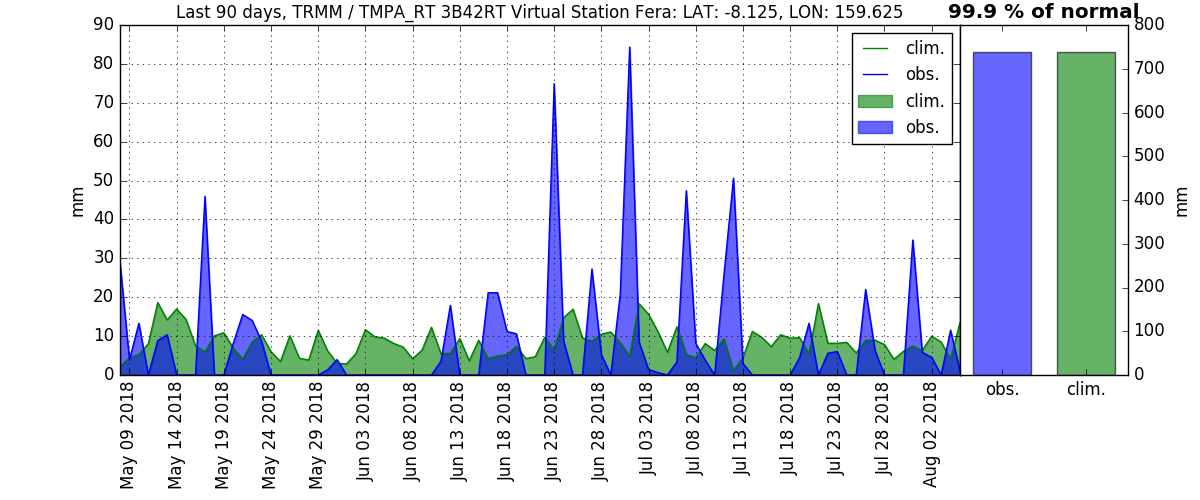 Last 90 days, TRMM / TMPA_RT 3B42RT Virtual Station Fera: LAT: -8.125, LON: 159.625
99.9 % of normal
90
80
70
60
50
40
30
20
10
0
mm
clim.
obs.
clim.
obs.
800
700
600
500
400
300
200
100
0
mm
obs.
clim.
May 09 2018
May 14 2018
May 19 2018
May 24 2018
May 29 2018
Jun 03 2018
Jun 08 2018
Jun 13 2018
Jun 18 2018
Jun 23 2018
Jun 28 2018
Jul 03 2018
Jul 08 2018
Jul 13 2018
Jul 18 2018
Jul 23 2018
Jul 28 2018
Aug 02 2018